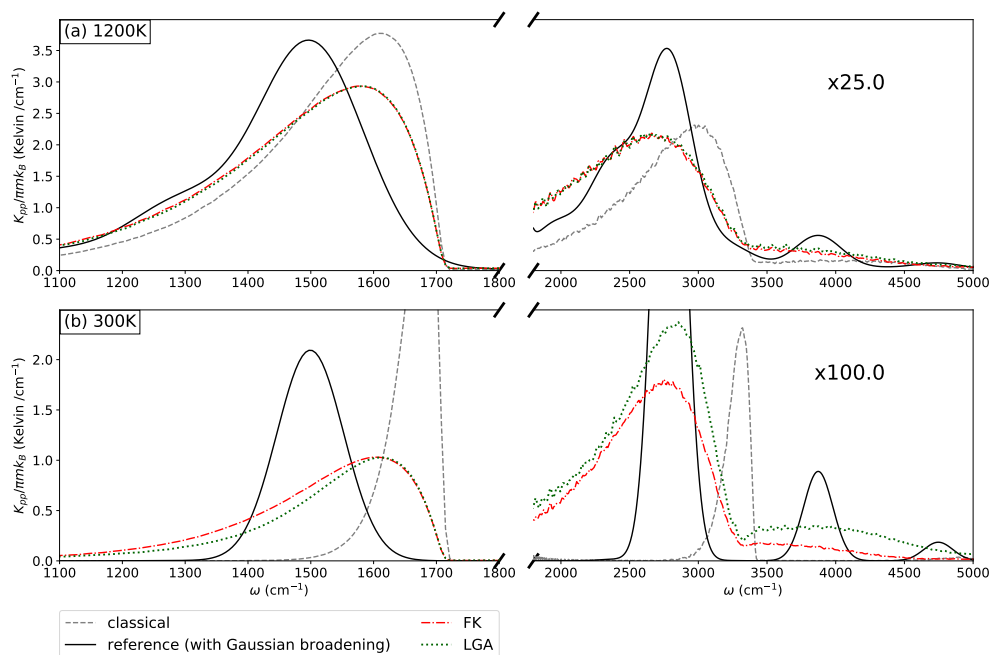 (a) 1200K
x25.0
K_pp/πmk_B (Kelvin /cm⁻¹)
3.5
3.0
2.5
2.0
1.5
1.0
0.5
0.0
1100 1200 1300 1400 1500 1600 1700 1800 2000 2500 3000 3500 4000 4500 5000
(b) 300K
x100.0
K_pp/πmk_B (Kelvin /cm⁻¹)
2.0
1.5
1.0
0.5
0.0
1100 1200 1300 1400 1500 1600 1700 1800 2000 2500 3000 3500 4000 4500 5000
ω (cm⁻¹) ω (cm⁻¹)
classical FK
reference (with Gaussian broadening) LGA